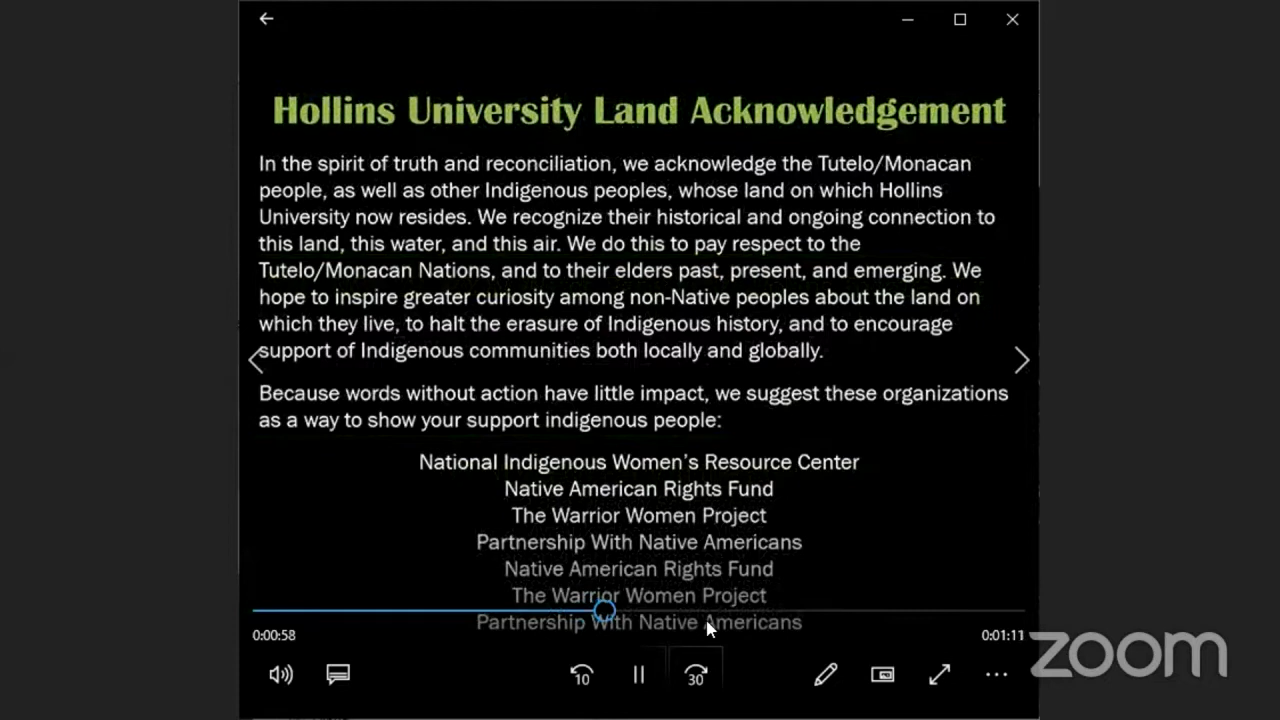 Hollins University Land Acknowledgement
In the spirit of truth and reconciliation, we acknowledge the Tutelo/Monacan
people, as well as other Indigenous peoples, whose land on which Hollins
University now resides. We recognize their historical and ongoing connection to
this land, this water, and this air. We do this to pay respect to the
Tutelo/Monacan Nations, and to their elders past, present, and emerging. We
hope to inspire greater curiosity among non-Native peoples about the land on
which they live, to halt the erasure of Indigenous history, and to encourage
support of Indigenous communities both locally and globally.
Because words without action have little impact, we suggest these organizations
as a way to show your support indigenous people:
National Indigenous Women's Resource Center
Native American Rights Fund
The Warrior Women Project
Partnership With Native Americans
Native American Rights Fund
The Warrior Women Project
Partnership With Native Americans
0:00:58
0:01:11
10
30
zoom